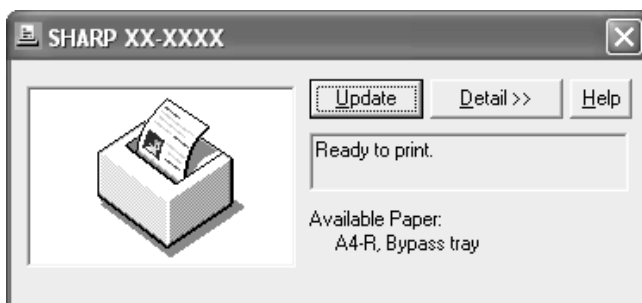 SHARP XX-XXXX
Update Detail >> Help
Ready to print.
Available Paper:
A4-R, Bypass tray